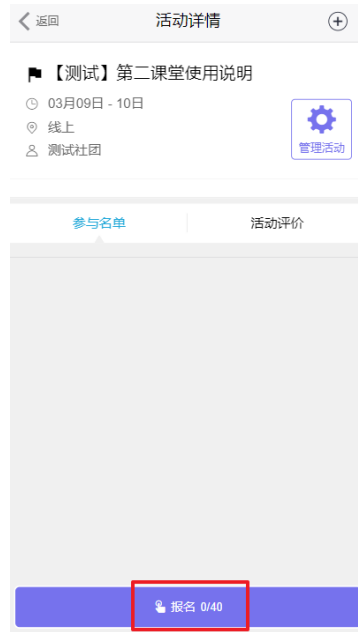 返回
活动详情
【测试】第二课堂使用说明
03月09日 - 10日
线上
测试社团
管理活动
参与名单
活动评价
报名 0/40